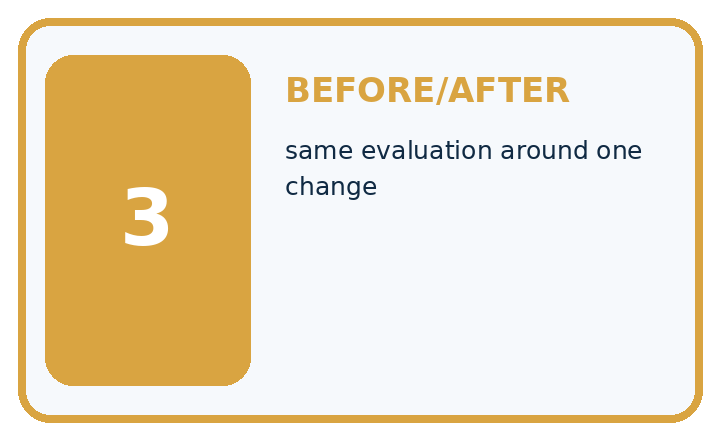 3
BEFORE/AFTER
same evaluation around one
change